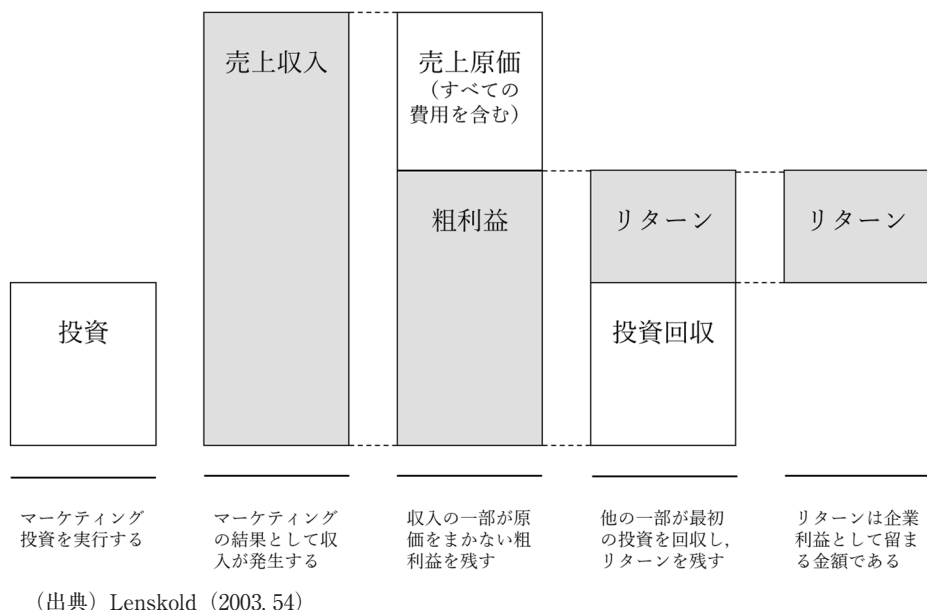 売上収入
売上原価
（すべての
費用を含む）
粗利益
リターン
リターン
投資
投資回収
マーケティング
投資を実行する
マーケティング
の結果として収
入が発生する
収入の一部が原
価をまかない粗
利益を残す
他の一部が最初
の投資を回収し，
リターンを残す
リターンは企業
利益として留ま
る金額である
（出典）Lenskold（2003, 54）